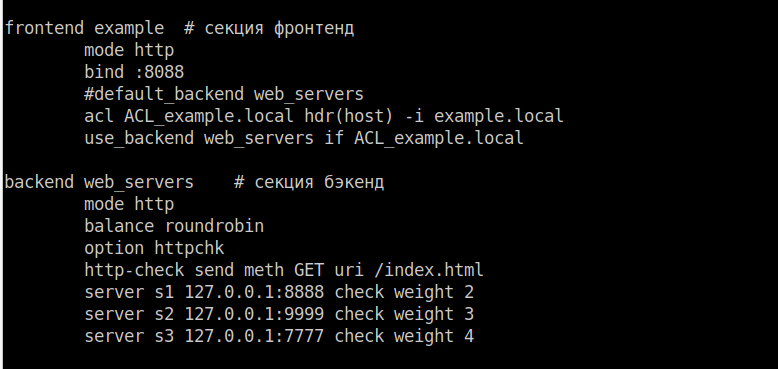 frontend example  # секция фронтенд
        mode http
        bind :8088
        #default_backend web_servers
        acl ACL_example.local hdr(host) -i example.local
        use_backend web_servers if ACL_example.local
backend web_servers    # секция бэкенд
        mode http
        balance roundrobin
        option httpchk
        http-check send meth GET uri /index.html
        server s1 127.0.0.1:8888 check weight 2
        server s2 127.0.0.1:9999 check weight 3
        server s3 127.0.0.1:7777 check weight 4